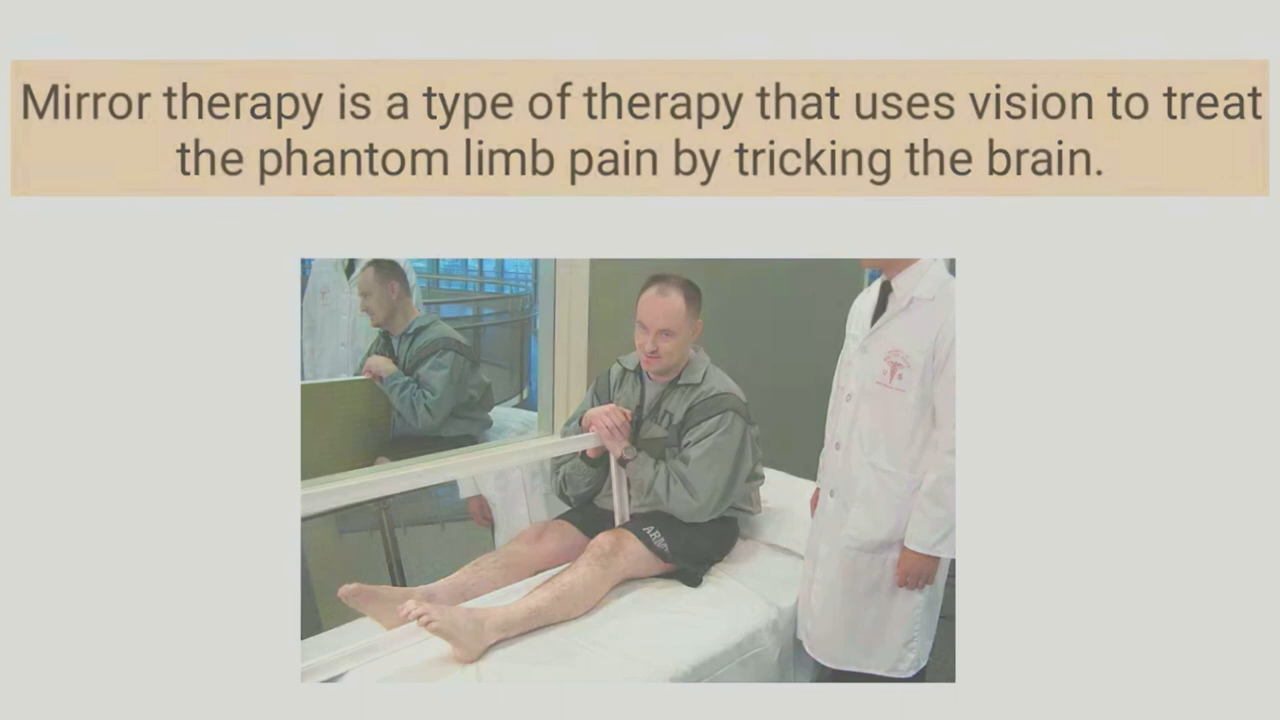 Mirror therapy is a type of therapy that uses vision to treat
the phantom limb pain by tricking the brain.
ARMY